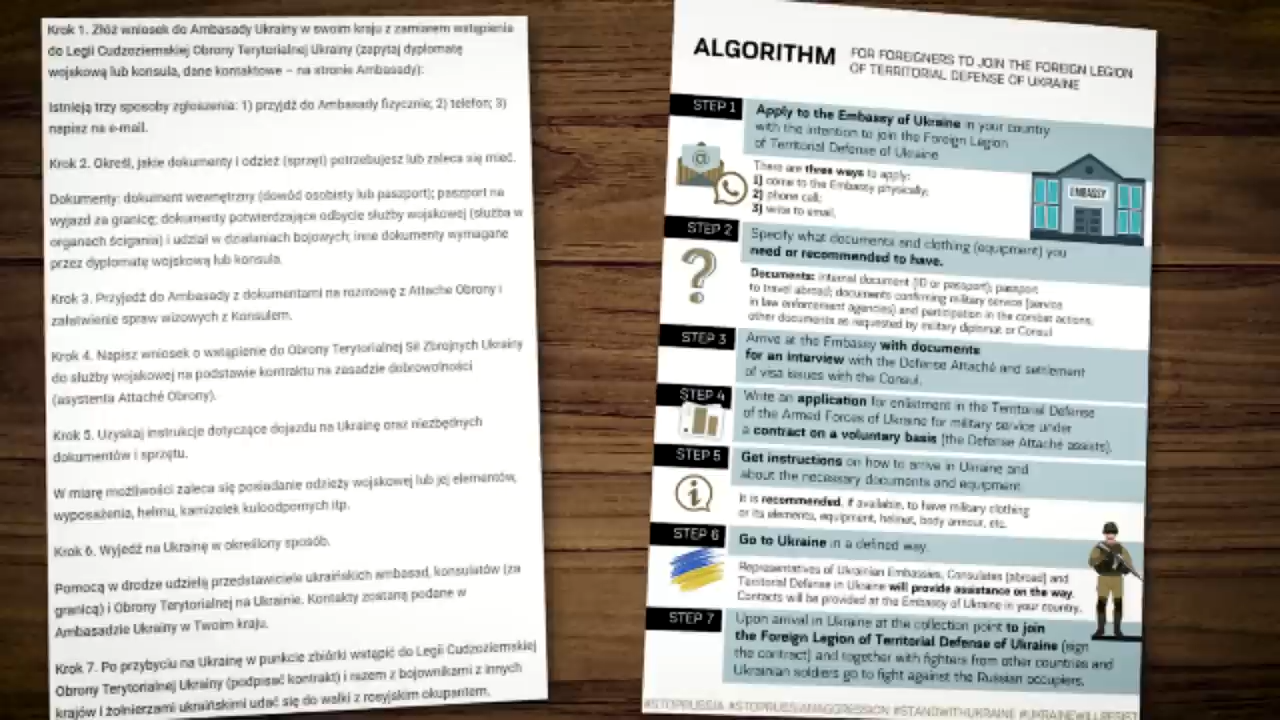 Krok 1. Złóż wniosek do Ambasady Ukrainy w swoim kraju z zamiarem wstąpienia
do Legii Cudzoziemskiej Obrony Terytorialnej Ukrainy (zapytaj dyplomatę
wojskową lub konsula, dane kontaktowe – na stronie Ambasady):
Istnieją trzy sposoby zgłoszenia: 1) przyjdź do Ambasady fizycznie; 2) telefon; 3)
napisz na e-mail.
Krok 2. Określ, jakie dokumenty i odzież (sprzęt) potrzebujesz lub zaleca się mieć.
Dokumenty: dokument wewnętrzny (dowód osobisty lub paszport); paszport na
wyjazd za granicę; dokumenty potwierdzające odbycie służby wojskowej (służba w
organach ścigania) i udział w działaniach bojowych; inne dokumenty wymagane
przez dyplomatę wojskową lub konsula.
Krok 3. Przyjedź do Ambasady z dokumentami na rozmowę z Attache Obrony i
załatwienie spraw wizowych z Konsulem.
Krok 4. Napisz wniosek o wstąpienie do Obrony Terytorialnej Sił Zbrojnych Ukrainy
do służby wojskowej na podstawie kontraktu na zasadzie dobrowolności
(asystenta Attaché Obrony).
Krok 5. Uzyskaj instrukcje dotyczące dojazdu na Ukrainę oraz niezbędnych
dokumentów i sprzętu.
W miarę możliwości zaleca się posiadanie odzieży wojskowej lub jej elementów,
wyposażenia, hełmu, kamizelek kuloodpornych itp.
Krok 6. Wyjedź na Ukrainę w określony sposób.
Pomocą w drodze udzielą przedstawiciele ukraińskich ambasad, konsulatów (za
granicą) i Obrony Terytorialnej na Ukrainie. Kontakty zostaną podane w
Ambasadzie Ukrainy w Twoim kraju.
Krok 7. Po przybyciu na Ukrainę w punkcie zbiórki wstąpić do Legii Cudzoziemskiej
Obrony Terytorialnej Ukrainy (podpisać kontrakt) i razem z bojownikami z innych
krajów i żołnierzami ukraińskimi udać się do walki z rosyjskim okupantem.
ALGORITHM
FOR FOREIGNERS TO JOIN THE FOREIGN LEGION
OF TERRITORIAL DEFENSE OF UKRAINE
STEP 1
Apply to the Embassy of Ukraine in your country
with the intention to join the Foreign Legion
of Territorial Defense of Ukraine
There are three ways to apply:
1) come to the Embassy physically;
2) phone call;
3) write to email.
EMBASSY
STEP 2
Specify what documents and clothing (equipment) you
need or recommended to have.
Documents: internal document (ID or passport); passport
to travel abroad; documents confirming military service (service
in law enforcement agencies) and participation in the combat actions;
other documents as requested by military diplomat or Consul
STEP 3
Arrive at the Embassy with documents
for an interview with the Defense Attaché and settlement
of visa issues with the Consul.
STEP 4
Write an application for enlistment in the Territorial Defense
of the Armed Forces of Ukraine for military service under
a contract on a voluntary basis (the Defense Attaché assists).
STEP 5
Get instructions on how to arrive in Ukraine and
about the necessary documents and equipment.
It is recommended, if available, to have military clothing
or its elements, equipment, helmet, body armour, etc.
STEP 6
Go to Ukraine in a defined way.
Representatives of Ukrainian Embassies, Consulates (abroad) and
Territorial Defense in Ukraine will provide assistance on the way.
Contacts will be provided at the Embassy of Ukraine in your country.
STEP 7
Upon arrival in Ukraine at the collection point to join
the Foreign Legion of Territorial Defense of Ukraine (sign
the contract) and together with fighters from other countries and
Ukrainian soldiers go to fight against the Russian occupiers.
#STOPRUSSIA #STOPRUSSIANAGGRESSION #STANDWITHUKRAINE #UKRAINEWILLRESIST